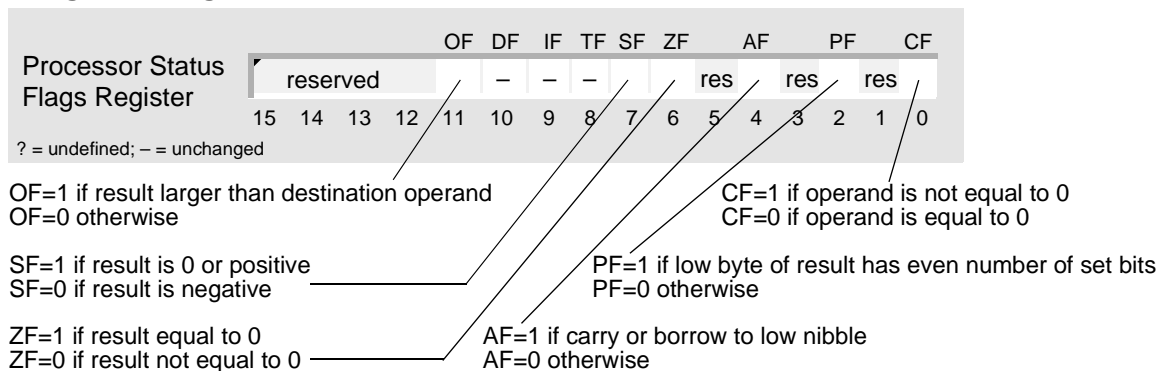 OF DF IF TF SF ZF AF PF CF
Processor Status
Flags Register
reserved – – – res res res
15 14 13 12 11 10 9 8 7 6 5 4 3 2 1 0
? = undefined; – = unchanged
OF=1 if result larger than destination operand
OF=0 otherwise
CF=1 if operand is not equal to 0
CF=0 if operand is equal to 0
SF=1 if result is 0 or positive
SF=0 if result is negative
PF=1 if low byte of result has even number of set bits
PF=0 otherwise
ZF=1 if result equal to 0
ZF=0 if result not equal to 0
AF=1 if carry or borrow to low nibble
AF=0 otherwise